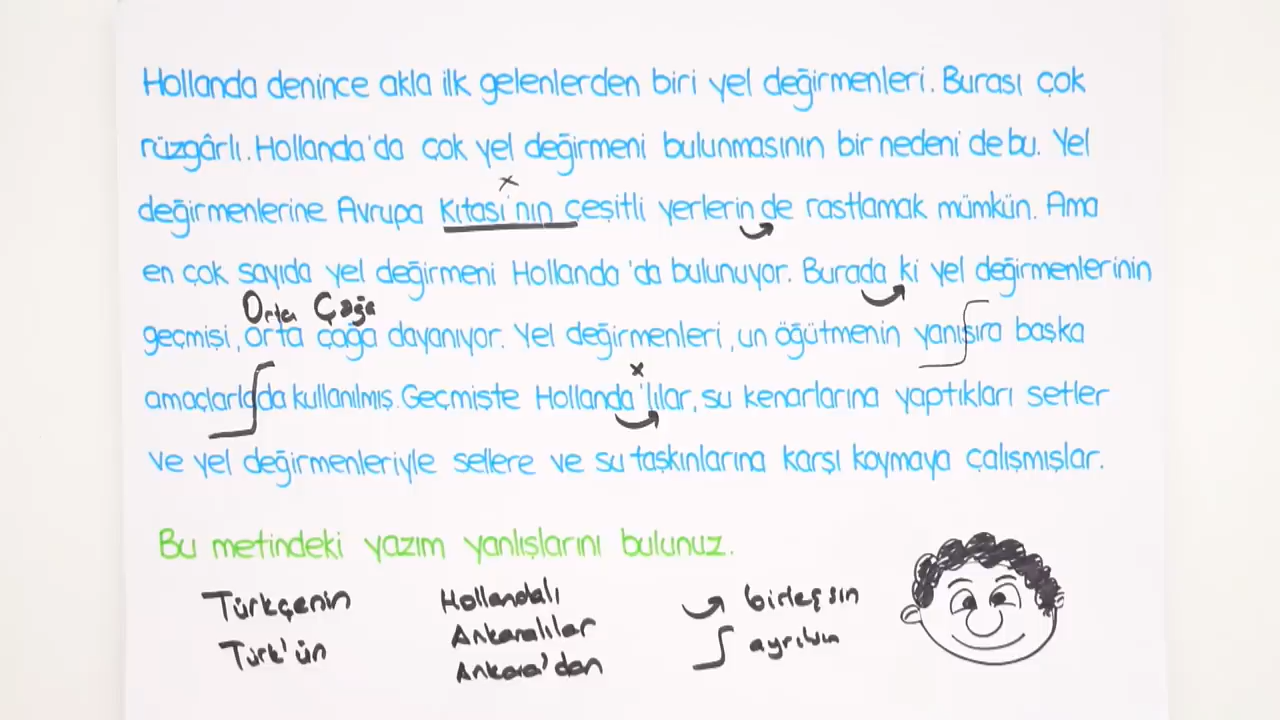 Hollanda denince akla ilk gelenlerden biri yel değirmenleri. Burası çok
rüzgârlı. Hollanda'da çok yel değirmeni bulunmasının bir nedeni de bu. Yel
x
değirmenlerine Avrupa Kıtası'nın çeşitli yerlerin de rastlamak mümkün. Ama
en çok sayıda yel değirmeni Hollanda'da bulunuyor. Burada ki yel değirmenlerinin
Orta Çağa
geçmişi, orta çağa dayanıyor. Yel değirmenleri, un öğütmenin yanısıra başka
x
amaçlarlada kullanılmış. Geçmişte Hollanda'lılar, su kenarlarına yaptıkları setler
ve yel değirmenleriyle sellere ve su taşkınlarına karşı koymaya çalışmışlar.
Bu metindeki yazım yanlışlarını bulunuz.
Türkçenin Hollandalı birleşsin
Ankaralılar
Türk'ün ayrılsın
Ankara'dan